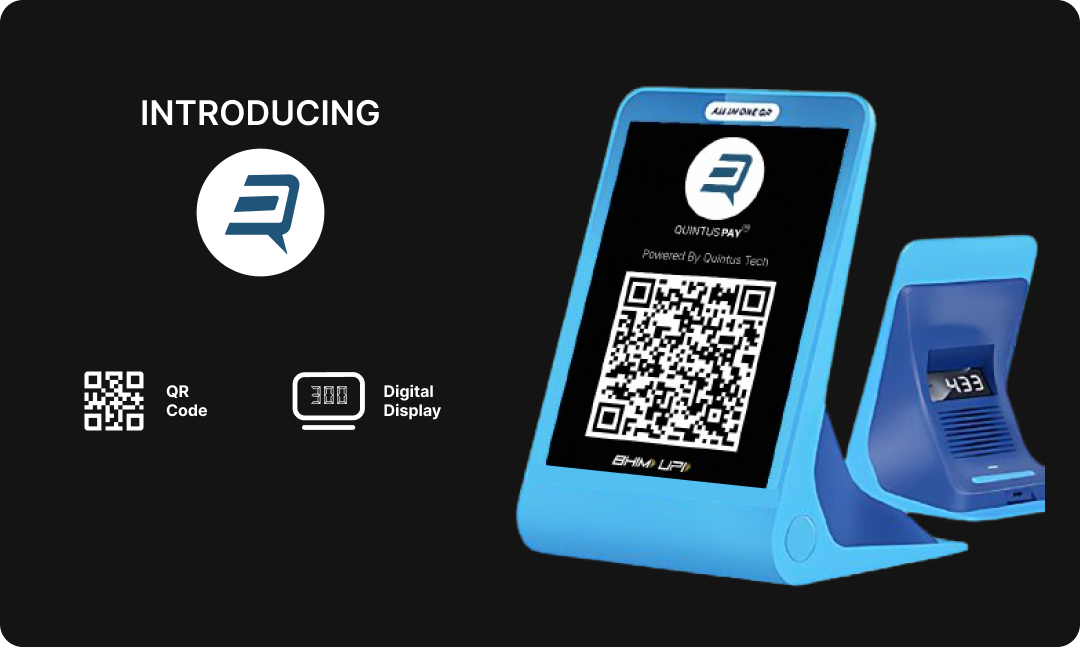 INTRODUCING
QR
Code
300
Digital
Display
ALL IN ONE QR
QUINTUSPAY
Powered By Quintus Tech
BHIM UPI
433